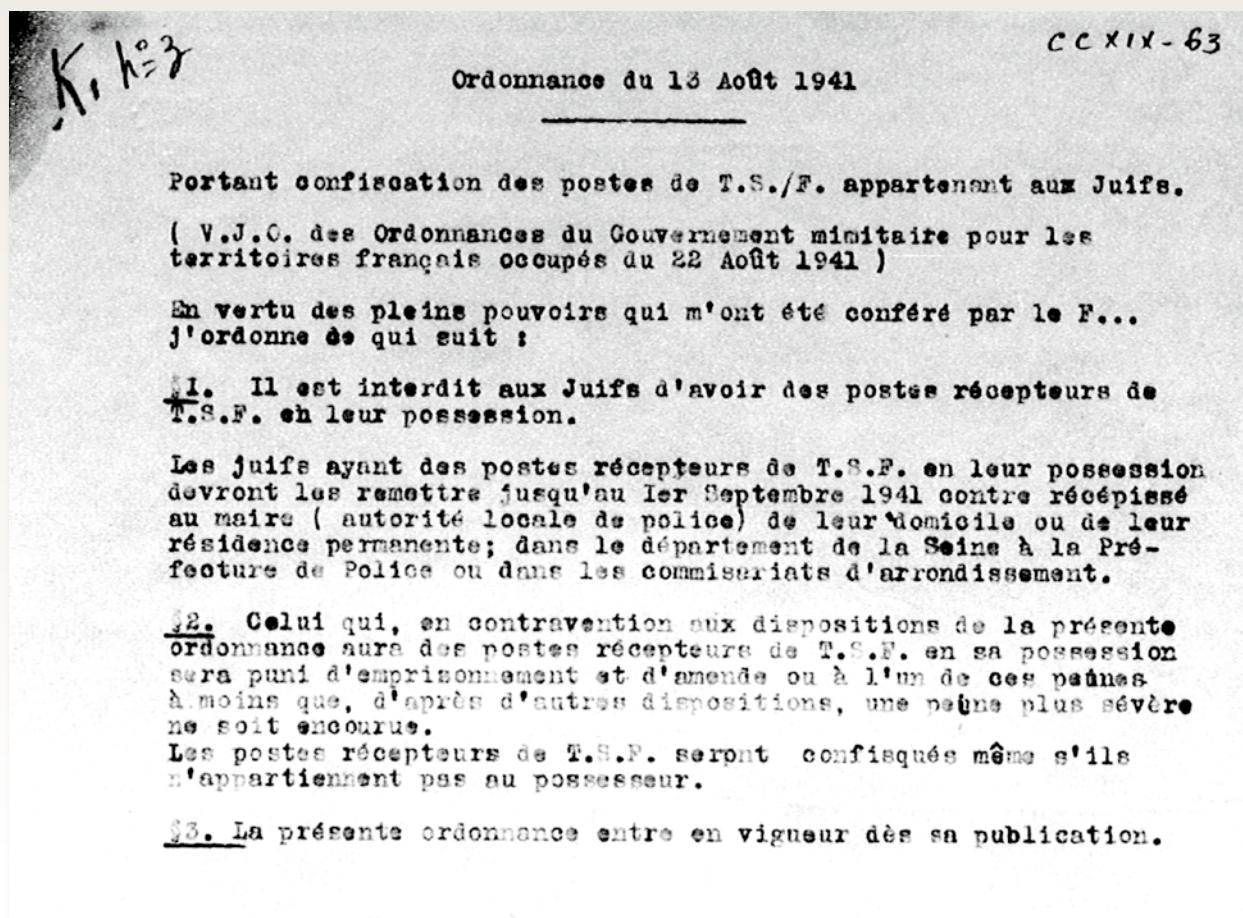 K, n°=3
CCXIX-63
Ordonnance du 13 Août 1941
Portant confiscation des postes de T.S./F. appartenant aux Juifs.
( V.J.O. des Ordonnances du Gouvernement mimitaire pour les
territoires français occupés du 22 Août 1941 )
En vertu des pleins pouvoirs qui m'ont été conféré par le F...
j'ordonne de qui suit :
§1. Il est interdit aux Juifs d'avoir des postes récepteurs de
T.S.F. en leur possession.
Les juifs ayant des postes récepteurs de T.S.F. en leur possession
devront les remettre jusqu'au Ier Septembre 1941 contre récépissé
au maire ( autorité locale de police) de leur domicile ou de leur
résidence permanente; dans le département de la Seine à la Pré-
fecture de Police ou dans les commiseriats d'arrondissement.
§2. Celui qui, en contravention aux dispositions de la présente
ordonnance aura des postes récepteurs de T.S.F. en sa possession
sera puni d'emprisonnement et d'amende ou à l'un de ces peines
à moins que, d'après d'autres dispositions, une peine plus sévère
ne soit encourue.
Les postes récepteurs de T.S.F. seront confisqués même s'ils
n'appartiennent pas au possesseur.
§3. La présente ordonnance entre en vigueur dès sa publication.